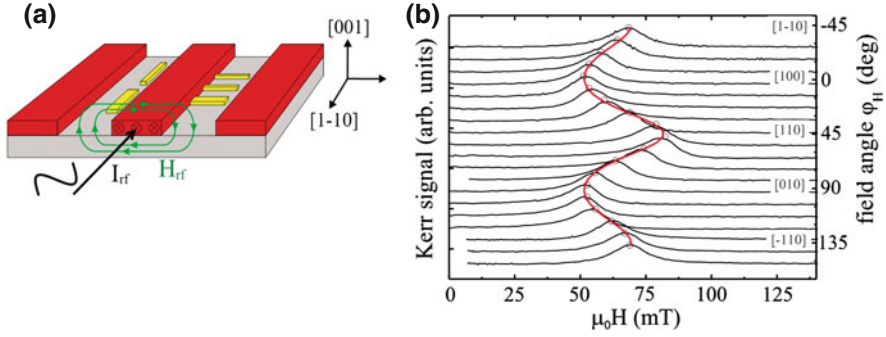 (a)
[001]
[1-10]
I_rf
H_rf
(b)
Kerr signal (arb. units)
[1-10]
[100]
[110]
[010]
[-110]
-45
0
45
90
135
field angle φ_H (deg)
0 25 50 75 100 125
μ₀H (mT)